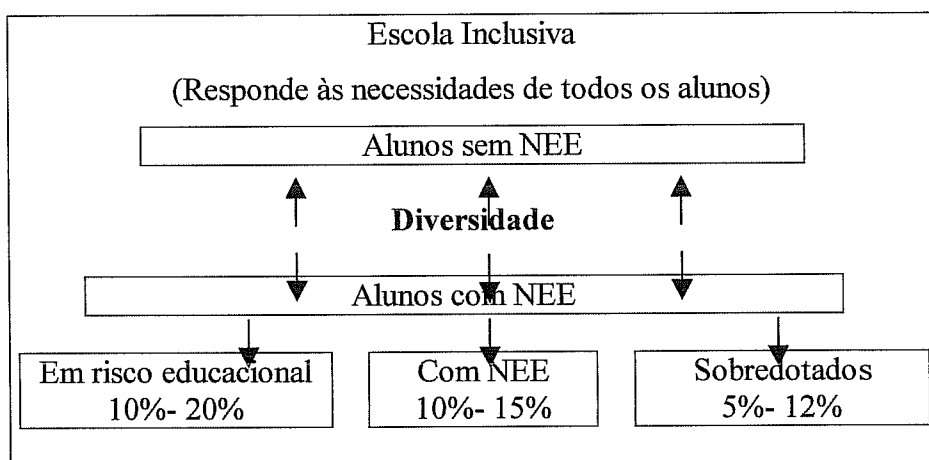 Escola Inclusiva
(Responde às necessidades de todos os alunos)
Alunos sem NEE
Diversidade
Alunos com NEE
Em risco educacional
10%- 20%
Com NEE
10%- 15%
Sobredotados
5%- 12%